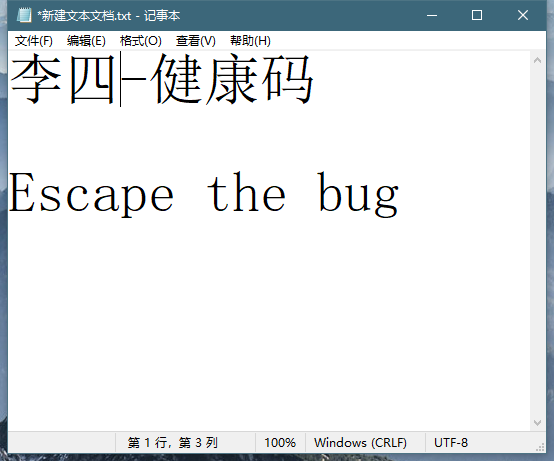 *新建文本文档.txt - 记事本
文件(F) 编辑(E) 格式(O) 查看(V) 帮助(H)
李四-健康码
Escape the bug
第 1 行，第 3 列 100% Windows (CRLF) UTF-8